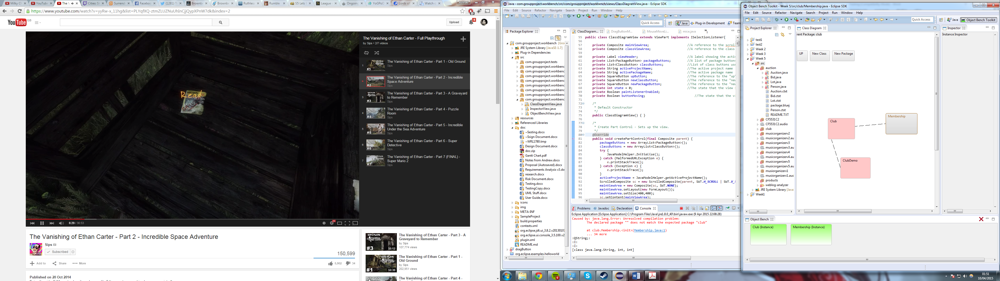 Milky C
YouTube
The V
Cities: S
Surrend
Facebook
(1281) T
Brownb
Brownbe
Ruthless
Rumble
S5 Lets
League
Ongoing
YoGPoD
Lords of
Watch o
Ashhad
https://www.youtube.com/watch?v=yyRw-x_11hg&list=PLYqfXQ-ztmZLUZNuUhInCjjQypXPnW7dk&index=2
YouTube GB
Upload
4
Read
The Vanishing of Ethan Carter - Full Playthrough
by Sips • 2/7 videos
1 #1 The Vanishing of Ethan Carter - Part 1 - Old Ground
Sips
#2 The Vanishing of Ethan Carter - Part 2 - Incredible
Space Adventure
Sips
3 #3 The Vanishing of Ethan Carter - Part 3 - A Graveyard
to Remember
Sips
4 #4 The Vanishing of Ethan Carter - Part 4 - Puzzle
Room
Sips
5 #5 The Vanishing of Ethan Carter - Part 5 - Incredible
Under the Sea Adventure
Sips
6 #6 The Vanishing of Ethan Carter - Part 6 - Super
Detective
Sips
7 #7 The Vanishing of Ethan Carter - Part 7 (FINAL) -
Super Mario 2
Sips
6:29 / 36:53
HD
The Vanishing of Ethan Carter - Part 2 - Incredible Space Adventure
Sips
Subscribed
150,599
Add to Share More
5,902 34
Published on 20 Oct 2014
SIPS PLAYS
#3 32:12
The Vanishing of Ethan Carter - Part 3 - A
Graveyard to Remember
by Sips
107,774 views
#1 32:39
The Vanishing of Ethan Carter - Part 1 -
Old Ground
by Sips
202,951 views
The Vanishing of Ethan Carter - Part 4 -
Java - com.groupproject.workbench/src/com/groupproject/workbench/views/ClassDiagramView.java - Eclipse SDK
File Edit Source Refactor Navigate Search Project Run Window Help
Quick Access
Java Plug-in Development Team
Package Explorer
com.groupproject.workbench
JRE System Library [JavaSE-1.7]
Plug-in Dependencies
src
com.groupproject.tests
com.groupproject.workbenc
com.groupproject.workbenc
com.groupproject.workbenc
com.groupproject.workbenc
com.groupproject.workbenc
com.groupproject.workbenc
com.groupproject.workbenc
com.groupproject.workbenc
ClassDiagramView.java
InspectorView.java
ObjectBenchView.java
resources
Referenced Libraries
doc
~$esting.docx
~$sign Document.docx
~WRL1780.tmp
Design Document.docx
doc.zip
Gantt Chart.pdf
Notes from Andrew.docx
Proposal (Autosaved).docx
Requirements Analysis v3.do
research.docx
Risk Document.docx
Testing.docx
TestingCopy.docx
UML Stuff.docx
User Guide.docx
icons
img
META-INF
SampleProject
build.properties
contexts.xml
org.eclipse.jdt.ui_3.8.2.v20130107
org.eclipse.ui.console_3.5.100.v2
plugin.xml
README.md
dragButton
org.eclipse.examples.helloworld
ClassDiagram... DragButtonM... MouseMoveLi... mice.java
55 public class ClassDiagramView extends ViewPart implements ISelectionListener{
56
57 private Composite mainViewArea; //A reference to the scroll
58 private Composite classViewArea; //A reference to the class
59
60 private Label viewHeader; //A label showing the active
61 private List<PackageButton> packageButtons; //A list of package buttons
62 private List<ClassButton> classButtons; //List of class buttons use
63 private String activeProjectName; //The active project name
64 private String activePackageName; //The active package name
65 private SquareButton upButton; //The reference to the "up"
66 private SquareButton newClassButton; //The reference to the "new
67 private SquareButton newPackageButton; //The reference to the "new
68 private int state = 0; //The state that the view i
69 private Boolean paintListenerEnabled;
70 private Boolean buttonMoving; //The state that the vi
71
72 /*
73 * Default Constructor
74 */
75 public ClassDiagramView() { }
76
77 /*
78 * Create Part Control - Sets up the view.
79 */
80 @Override
81 public void createPartControl(final Composite parent) {
82 packageButtons = new ArrayList<PackageButton>();
83 classButtons = new ArrayList<ClassButton>();
84 try {
85 JavaModelHelper.Initialise();
86 } catch (MalformedURLException e) {
87 e.printStackTrace();
88 } catch (Exception e) {
89 e.printStackTrace();
90 }
91 activeProjectName = JavaModelHelper.getActiveProjectName();
92 ScrolledComposite sc = new ScrolledComposite(parent, SWT.H_SCROLL | SWT.V_S
93 mainViewArea = new Composite(sc, SWT.NONE);
94 mainViewArea.setLayout(new FormLayout());
95 mainViewArea.setSize(400,400);
96 sc.setContent(mainViewArea);
Problems Javadoc Declaration Console
Eclipse Application [Eclipse Application] C:\Program Files\Java\jre1.8.0_40\bin\javaw.exe (9 Apr 2015 22:08:28)
Caused by: java.lang.Error: Unresolved compilation problem:
The declared package "" does not match the expected package "club"
at club.Membership.<init>(Membership.java:1)
... 34 more
:QString;:
:I:
:I:
[class java.lang.String, int, int]
Object Bench Toolkit - Week 5/src/club/Membership.java - Eclipse SDK
File Edit Source Refactor Navigate Search Project Run Window Help
Quick Access
Java Object Bench Toolkit
Project Explorer
test1
test2
Week 2
Week 3
Week 5
src
auction
Auction.java
Bid.java
Lot.java
Person.java
Auction.ctxt
Bid.ctxt
Lot.ctxt
package.bluej
Person.ctxt
README.TXT
CF5531C2
CF5531C2.audio
club
musicorganizerv2
musicorganizerv2.au
musicorganizerv3
musicorganizerv3.au
musicorganizerv4
musicorganizerv4.au
musicorganizerv5
musicorganizerv5.au
musiorganizerv1
musiorganizerv1.aud
products
weblog-analyzer
JRE System Library [Java
Week1
Class Diagram
rent Package: club
UP New Class New Package
Club
Membership
ClubDemo
Inspector
Instance Inspector
Object Bench
Club (Instance) Membership (Instance)
01:51
10/04/2015